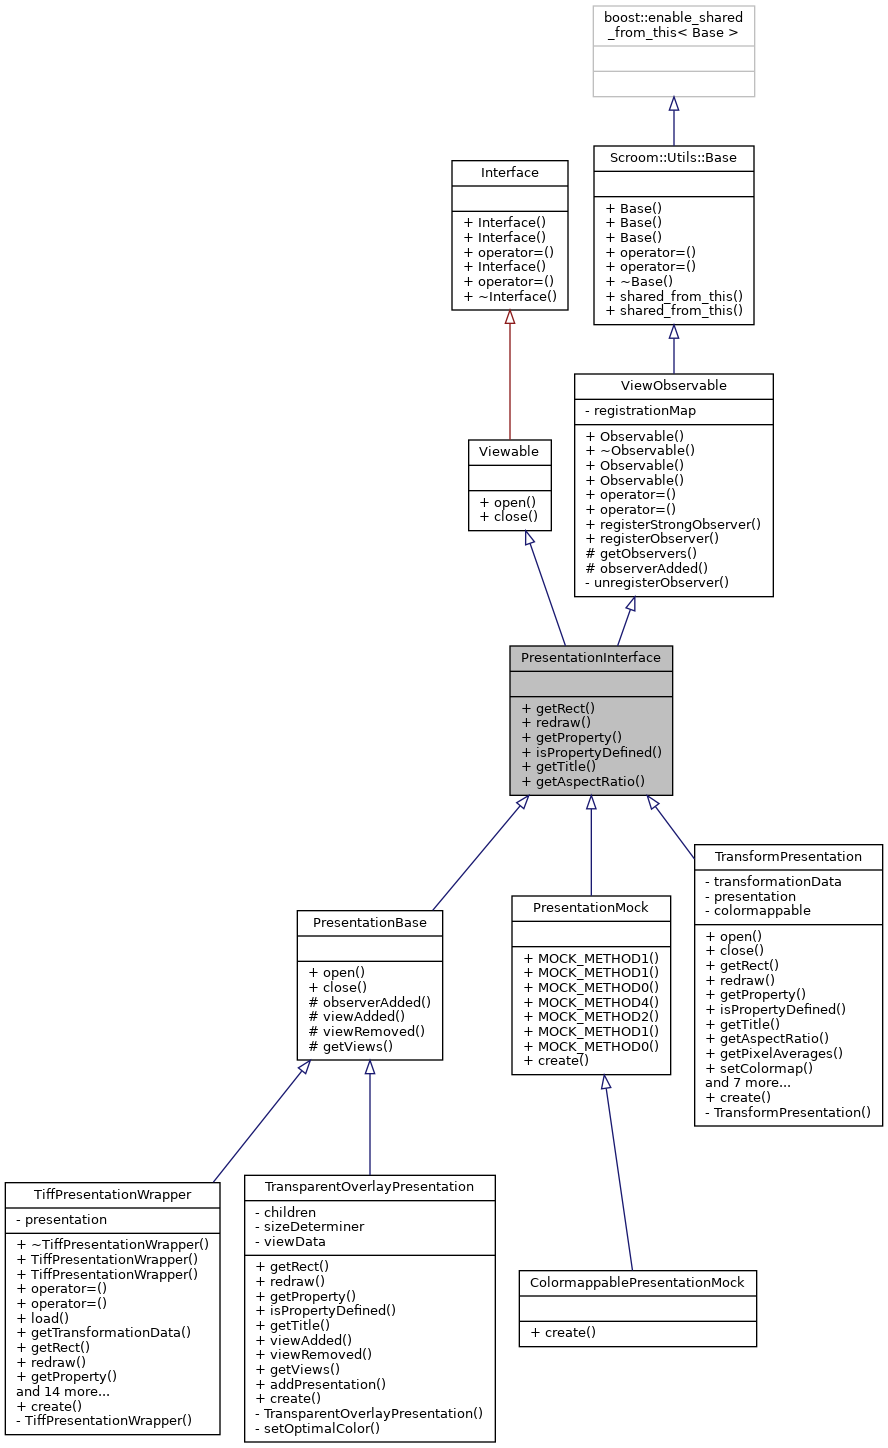 boost::enable_shared
_from_this< Base >
Scroom::Utils::Base
+ Base()
+ Base()
+ Base()
+ operator=()
+ operator=()
+ ~Base()
+ shared_from_this()
+ shared_from_this()
Interface
+ Interface()
+ Interface()
+ operator=()
+ Interface()
+ operator=()
+ ~Interface()
ViewObservable
- registrationMap
+ Observable()
+ ~Observable()
+ Observable()
+ Observable()
+ operator=()
+ operator=()
+ registerStrongObserver()
+ registerObserver()
# getObservers()
# observerAdded()
- unregisterObserver()
Viewable
+ open()
+ close()
PresentationInterface
+ getRect()
+ redraw()
+ getProperty()
+ isPropertyDefined()
+ getTitle()
+ getAspectRatio()
PresentationBase
+ open()
+ close()
# observerAdded()
# viewAdded()
# viewRemoved()
# getViews()
PresentationMock
+ MOCK_METHOD1()
+ MOCK_METHOD1()
+ MOCK_METHOD0()
+ MOCK_METHOD4()
+ MOCK_METHOD2()
+ MOCK_METHOD1()
+ MOCK_METHOD0()
+ create()
TransformPresentation
- transformationData
- presentation
- colormappable
+ open()
+ close()
+ getRect()
+ redraw()
+ getProperty()
+ isPropertyDefined()
+ getTitle()
+ getAspectRatio()
+ getPixelAverages()
+ setColormap()
and 7 more...
+ create()
- TransformPresentation()
TiffPresentationWrapper
- presentation
+ ~TiffPresentationWrapper()
+ TiffPresentationWrapper()
+ TiffPresentationWrapper()
+ operator=()
+ operator=()
+ load()
+ getTransformationData()
+ getRect()
+ redraw()
+ getProperty()
and 14 more...
+ create()
- TiffPresentationWrapper()
TransparentOverlayPresentation
- children
- sizeDeterminer
- viewData
+ getRect()
+ redraw()
+ getProperty()
+ isPropertyDefined()
+ getTitle()
+ viewAdded()
+ viewRemoved()
+ getViews()
+ addPresentation()
+ create()
- TransparentOverlayPresentation()
- setOptimalColor()
ColormappablePresentationMock
+ create()